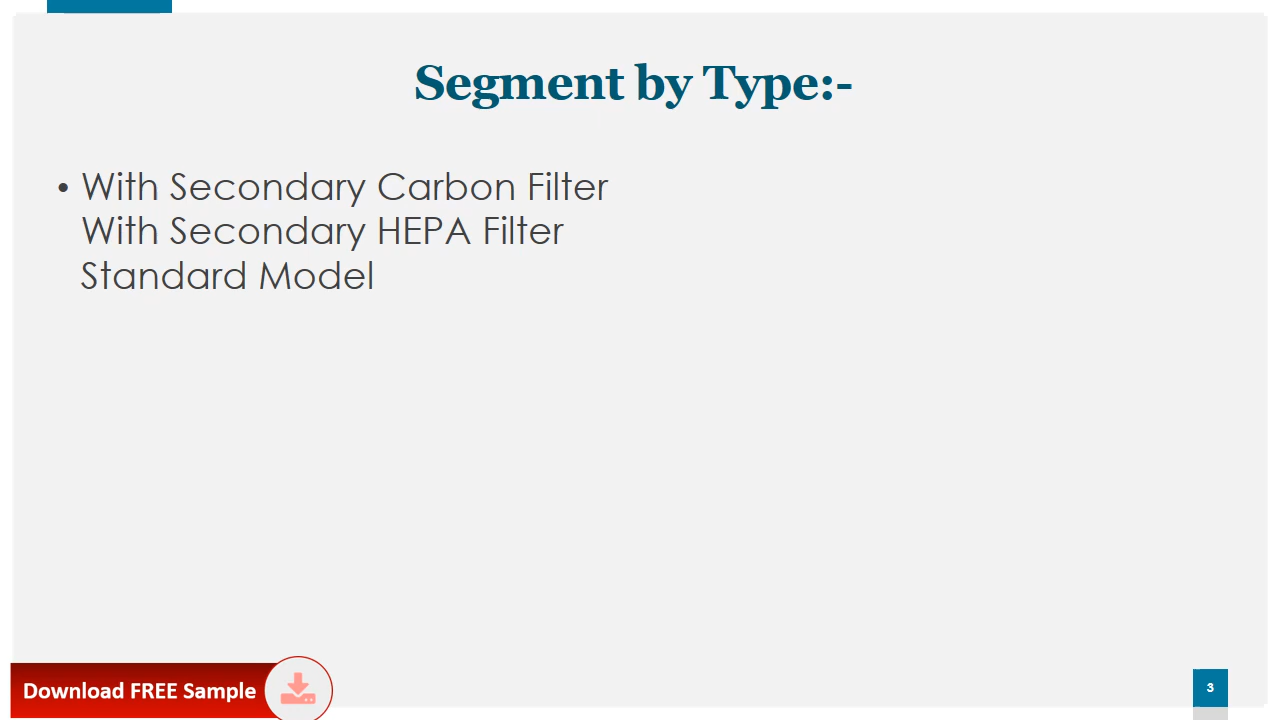 Segment by Type:-
• With Secondary Carbon Filter
With Secondary HEPA Filter
Standard Model
Download FREE Sample
3